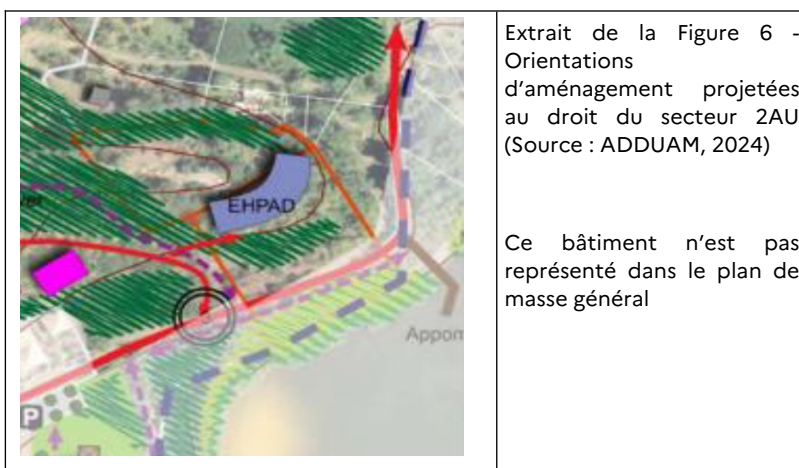 Extrait de la Figure 6 -
Orientations
d’aménagement projetées
au droit du secteur 2AU
(Source : ADDUAM, 2024)
EHPAD
Ce bâtiment n’est pas
représenté dans le plan de
masse général
Appon
P